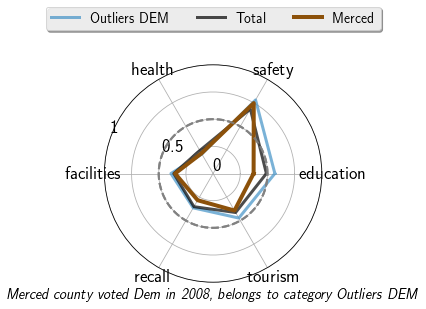 Outliers DEM Total Merced
health safety
1
0.5
0
facilities education
recall tourism
Merced county voted Dem in 2008, belongs to category Outliers DEM